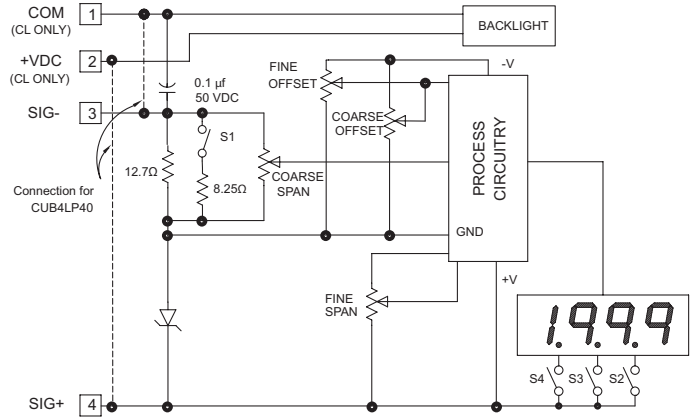 COM
(CL ONLY)
1
BACKLIGHT
+VDC
(CL ONLY)
2
0.1 µf
50 VDC
FINE
OFFSET
-V
SIG-
3
S1
COARSE
OFFSET
12.7Ω
8.25Ω
COARSE
SPAN
PROCESS
CIRCUITRY
Connection for
CUB4LP40
GND
+V
FINE
SPAN
1.9.9.9
S4
S3
S2
SIG+
4